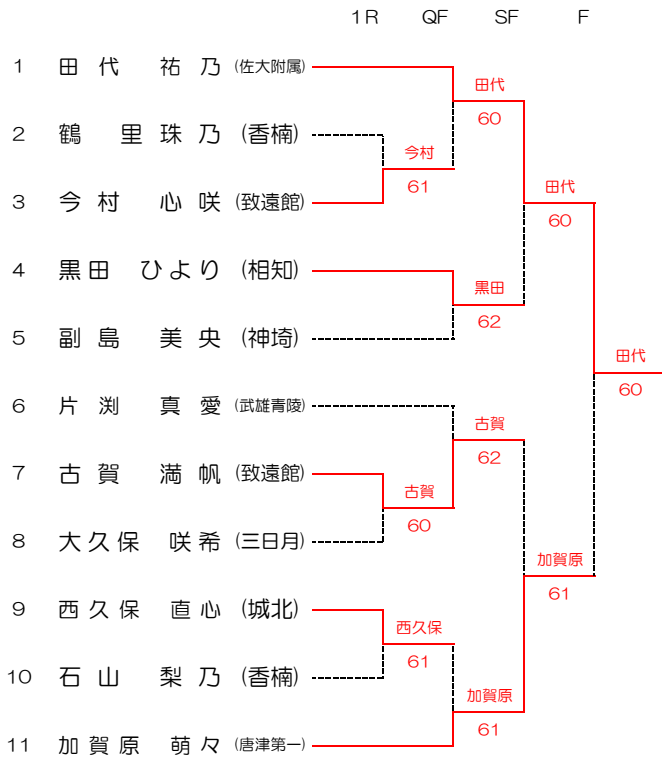 1R QF SF F
1 田代 祐乃 (佐大附属)
田代
60
2 鶴 里珠乃 (香楠)
今村
61
3 今村 心咲 (致遠館)
田代
60
4 黒田 ひより (相知)
黒田
62
5 副島 美央 (神埼)
田代
60
6 片渕 真愛 (武雄青陵)
古賀
62
7 古賀 満帆 (致遠館)
古賀
60
8 大久保 咲希 (三日月)
加賀原
61
9 西久保 直心 (城北)
西久保
61
10 石山 梨乃 (香楠)
加賀原
61
11 加賀原 萌々 (唐津第一)